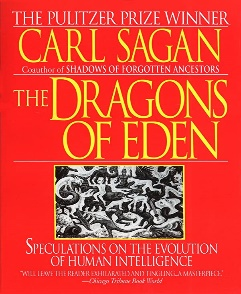 THE PULITZER PRIZE WINNER
CARL SAGAN
Coauthor of SHADOWS OF FORGOTTEN ANCESTORS
THE DRAGONS
OF EDEN
SPECULATIONS ON THE EVOLUTION
OF HUMAN INTELLIGENCE
"WILL LEAVE THE READER EXHILARATED AND TINGLING...A MASTERPIECE."
—Chicago Tribune Book World